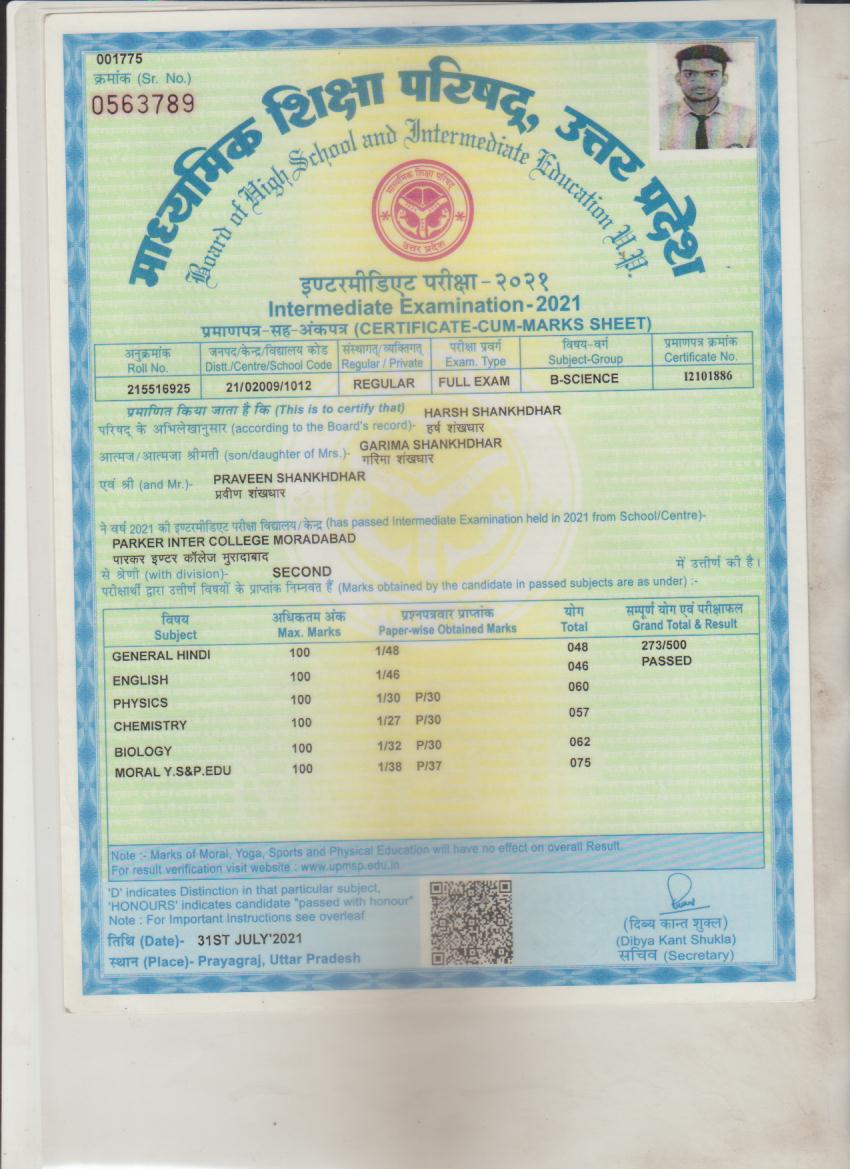 001775
क्रमांक (Sr. No.)
0563789
माध्यमिक शिक्षा परिषद्, उत्तर प्रदेश
Board of High School and Intermediate Education U.P.
माध्यमिक शिक्षा परिषद्
उत्तर प्रदेश
इण्टरमीडिएट परीक्षा - २०२१
Intermediate Examination - 2021
प्रमाणपत्र-सह-अंकपत्र (CERTIFICATE-CUM-MARKS SHEET)
अनुक्रमांक जनपद/केन्द्र/विद्यालय कोड संस्थागत/व्यक्तिगत परीक्षा प्रवर्ग विषय-वर्ग प्रमाणपत्र क्रमांक
Roll No. Distt./Centre/School Code Regular / Private Exam. Type Subject-Group Certificate No.
215516925 21/02009/1012 REGULAR FULL EXAM B-SCIENCE 12101886
प्रमाणित किया जाता है कि (This is to certify that) HARSH SHANKHDHAR
परिषद् के अभिलेखानुसार (according to the Board's record)- हर्ष शंखधार
आत्मज/आत्मजा श्रीमती (son/daughter of Mrs.)- GARIMA SHANKHDHAR
गरिमा शंखधार
एवं श्री (and Mr.)- PRAVEEN SHANKHDHAR
प्रवीण शंखधार
ने वर्ष 2021 की इण्टरमीडिएट परीक्षा विद्यालय/केन्द्र (has passed Intermediate Examination held in 2021 from School/Centre)-
PARKER INTER COLLEGE MORADABAD
पारकर इण्टर कॉलेज मुरादाबाद
से श्रेणी (with division)- SECOND में उत्तीर्ण की है।
परीक्षार्थी द्वारा उत्तीर्ण विषयों के प्राप्तांक निम्नवत हैं (Marks obtained by the candidate in passed subjects are as under) :-
विषय अधिकतम अंक प्रश्नपत्रवार प्राप्तांक योग सम्पूर्ण योग एवं परीक्षाफल
Subject Max. Marks Paper-wise Obtained Marks Total Grand Total & Result
GENERAL HINDI 100 1/48 048 273/500
ENGLISH 100 1/46 046 PASSED
PHYSICS 100 1/30 P/30 060
CHEMISTRY 100 1/27 P/30 057
BIOLOGY 100 1/32 P/30 062
MORAL Y.S&P.EDU 100 1/38 P/37 075
Note :- Marks of Moral, Yoga, Sports and Physical Education will have no effect on overall Result.
For result verification visit website : www.upmsp.edu.in
'D' indicates Distinction in that particular subject,
'HONOURS' indicates candidate "passed with honour"
Note : For Important Instructions see overleaf
तिथि (Date)- 31ST JULY'2021
स्थान (Place)- Prayagraj, Uttar Pradesh
(दिब्य कान्त शुक्ल)
(Dibya Kant Shukla)
सचिव (Secretary)